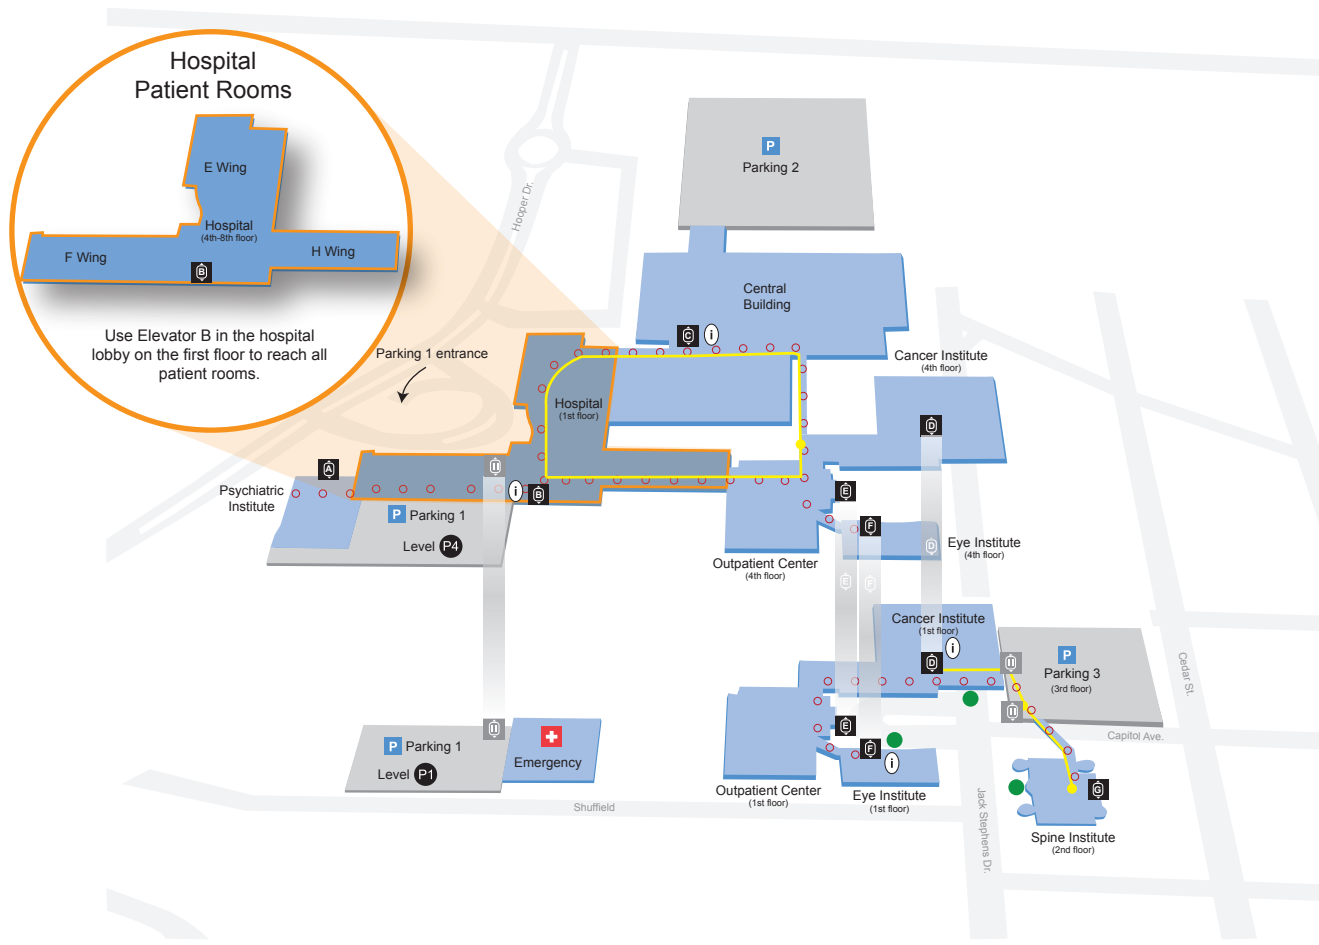 Hospital
Patient Rooms
E Wing
Hospital
(4th-8th floor)
F Wing
H Wing
B
Use Elevator B in the hospital
lobby on the first floor to reach all
patient rooms.
Hooper Dr.
P
Parking 2
Central
Building
C
i
Parking 1 entrance
Cancer Institute
(4th floor)
D
Hospital
(1st floor)
A
Psychiatric
Institute
i
B
P Parking 1
Level P4
E
F
D
Eye Institute
(4th floor)
Outpatient Center
(4th floor)
E
F
Cancer Institute
(1st floor)
i
D
P
Parking 3
(3rd floor)
Cedar St.
Capitol Ave.
P Parking 1
Level P1
Emergency
E
F
i
Outpatient Center
(1st floor)
Eye Institute
(1st floor)
Shuffield
Jack Stephens Dr.
G
Spine Institute
(2nd floor)